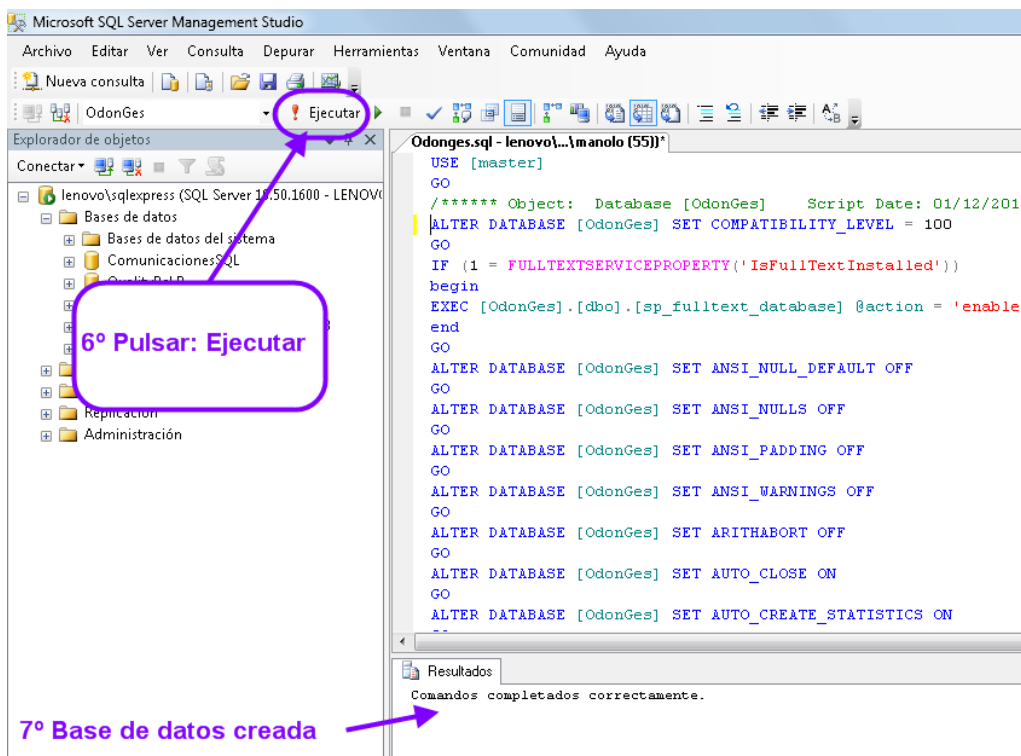 Microsoft SQL Server Management Studio
Archivo Editar Ver Consulta Depurar Herramientas Ventana Comunidad Ayuda
Nueva consulta
OdonGes Ejecutar
Explorador de objetos
Conectar
lenovo\sqlexpress (SQL Server 10.50.1600 - LENOVO
Bases de datos
Bases de datos del sistema
ComunicacionesSQL
6º Pulsar: Ejecutar
Replicación
Administración
Odonges.sql - lenovo\...\manolo (55))*
USE [master]
GO
/****** Object: Database [OdonGes] Script Date: 01/12/201
ALTER DATABASE [OdonGes] SET COMPATIBILITY_LEVEL = 100
GO
IF (1 = FULLTEXTSERVICEPROPERTY('IsFullTextInstalled'))
begin
EXEC [OdonGes].[dbo].[sp_fulltext_database] @action = 'enable
end
GO
ALTER DATABASE [OdonGes] SET ANSI_NULL_DEFAULT OFF
GO
ALTER DATABASE [OdonGes] SET ANSI_NULLS OFF
GO
ALTER DATABASE [OdonGes] SET ANSI_PADDING OFF
GO
ALTER DATABASE [OdonGes] SET ANSI_WARNINGS OFF
GO
ALTER DATABASE [OdonGes] SET ARITHABORT OFF
GO
ALTER DATABASE [OdonGes] SET AUTO_CLOSE ON
GO
ALTER DATABASE [OdonGes] SET AUTO_CREATE_STATISTICS ON
Resultados
Comandos completados correctamente.
7º Base de datos creada